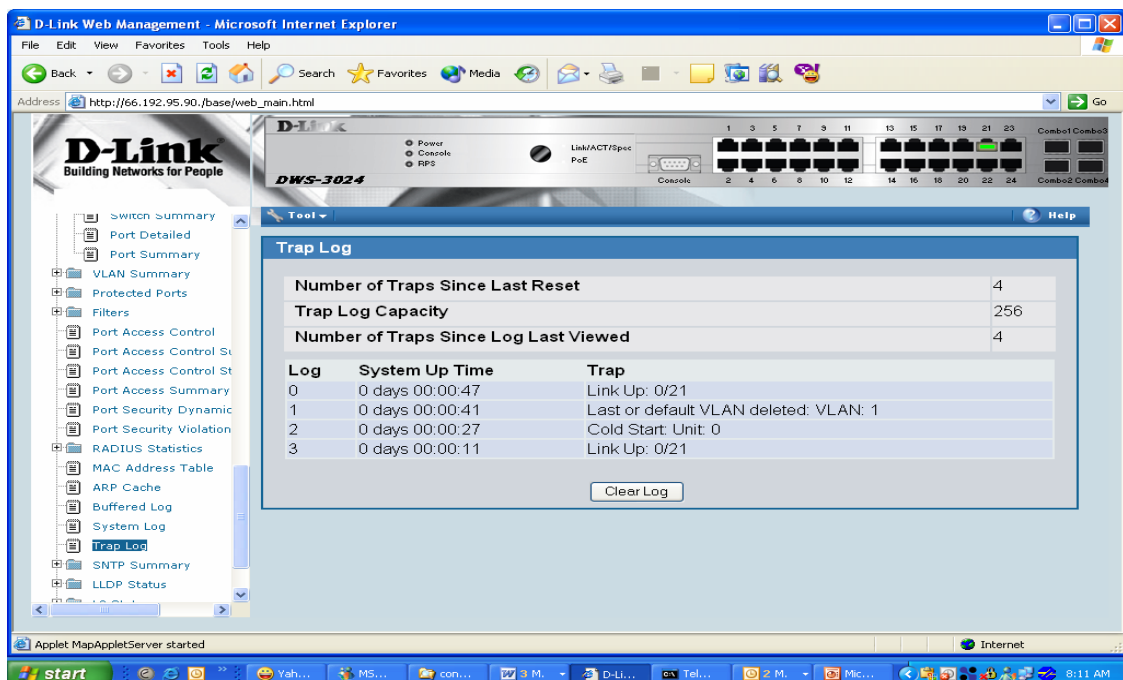 D-Link Web Management - Microsoft Internet Explorer
File Edit View Favorites Tools Help
Back Search Favorites Media
Address http://66.192.95.90./base/web_main.html Go
D-Link
Building Networks for People
D-Link
DWS-3024
Power
Console
RPS
Link/ACT/Spee
PoE
Console
1 3 5 7 9 11 13 15 17 19 21 23 Combo1 Combo3
2 4 6 8 10 12 14 16 18 20 22 24 Combo2 Combo4
Tool Help
Switch Summary
Port Detailed
Port Summary
VLAN Summary
Protected Ports
Filters
Port Access Control
Port Access Control Su
Port Access Control St
Port Access Summary
Port Security Dynamic
Port Security Violation
RADIUS Statistics
MAC Address Table
ARP Cache
Buffered Log
System Log
Trap Log
SNTP Summary
LLDP Status
Trap Log
Number of Traps Since Last Reset 4
Trap Log Capacity 256
Number of Traps Since Log Last Viewed 4
Log System Up Time Trap
0 0 days 00:00:47 Link Up: 0/21
1 0 days 00:00:41 Last or default VLAN deleted: VLAN: 1
2 0 days 00:00:27 Cold Start: Unit: 0
3 0 days 00:00:11 Link Up: 0/21
Clear Log
Applet MapAppletServer started Internet
start Yah... MS... con... 3 M. D-Li... Tel... 2 M. Mic... 8:11 AM